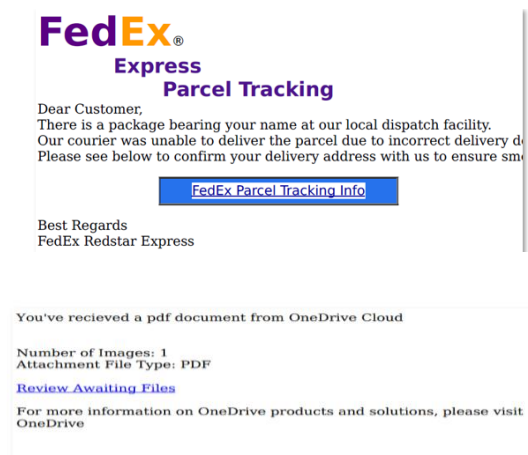 FedEx®
Express
Parcel Tracking
Dear Customer,
There is a package bearing your name at our local dispatch facility.
Our courier was unable to deliver the parcel due to incorrect delivery
Please see below to confirm your delivery address with us to ensure
FedEx Parcel Tracking Info
Best Regards
FedEx Redstar Express
You've recieved a pdf document from OneDrive Cloud
Number of Images: 1
Attachment File Type: PDF
Review Awaiting Files
For more information on OneDrive products and solutions, please visit
OneDrive